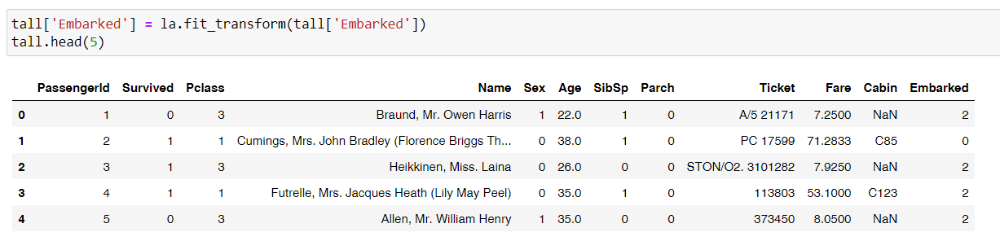 tall['Embarked'] = la.fit_transform(tall['Embarked'])
tall.head(5)
PassengerId Survived Pclass Name Sex Age SibSp Parch Ticket Fare Cabin Embarked
0 1 0 3 Braund, Mr. Owen Harris 1 22.0 1 0 A/5 21171 7.2500 NaN 2
1 2 1 1 Cumings, Mrs. John Bradley (Florence Briggs Th... 0 38.0 1 0 PC 17599 71.2833 C85 0
2 3 1 3 Heikkinen, Miss. Laina 0 26.0 0 0 STON/O2. 3101282 7.9250 NaN 2
3 4 1 1 Futrelle, Mrs. Jacques Heath (Lily May Peel) 0 35.0 1 0 113803 53.1000 C123 2
4 5 0 3 Allen, Mr. William Henry 1 35.0 0 0 373450 8.0500 NaN 2